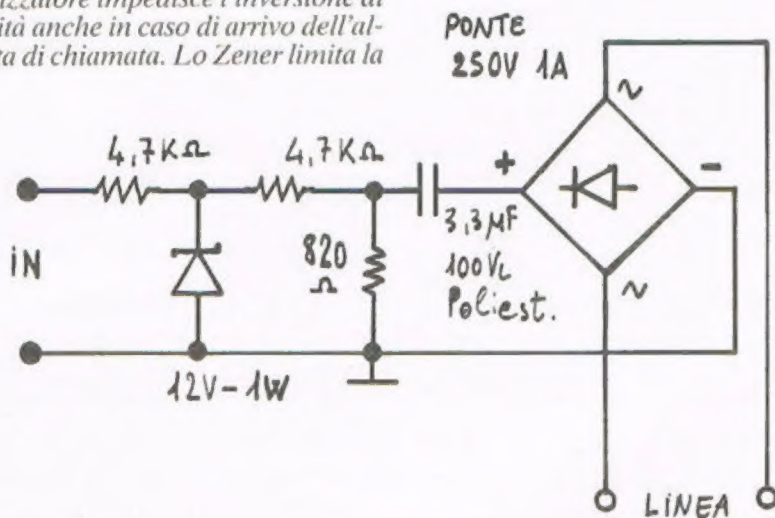 izzatore impedisce l'inversione di
ità anche in caso di arrivo dell'al-
a di chiamata. Lo Zener limita la
PONTE
250V 1A
~
4,7KΩ
4,7KΩ
+
-
3,3µF
100VL
Poliest.
820
Ω
iN
~
12V-1W
LiNEA